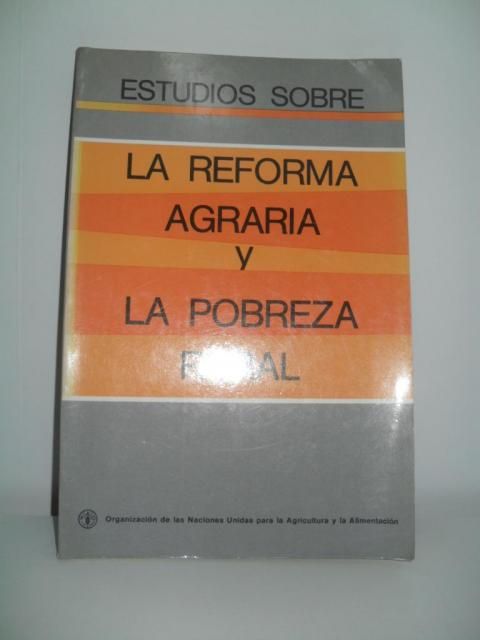 ESTUDIOS SOBRE
LA REFORMA
AGRARIA
y
LA POBREZA
Organización de las Naciones Unidas para la Agricultura y la Alimentación